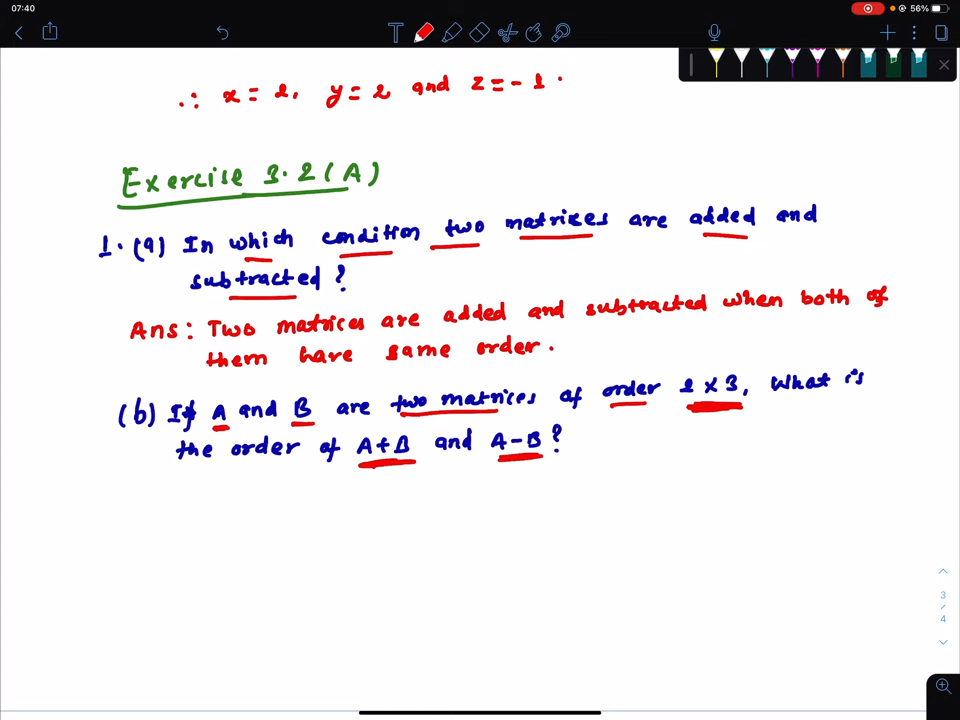 07:40
56%
∴ x = 2, y = 2 and z = - 1 .
Exercise 3.2 (A)
1. (a) In which condition two matrices are added and
subtracted ?
Ans : Two matrices are added and subtracted when both of
them have same order .
(b) If A and B are two matrices of order 2 × 3, What is
the order of A+B and A-B ?
3
/
4